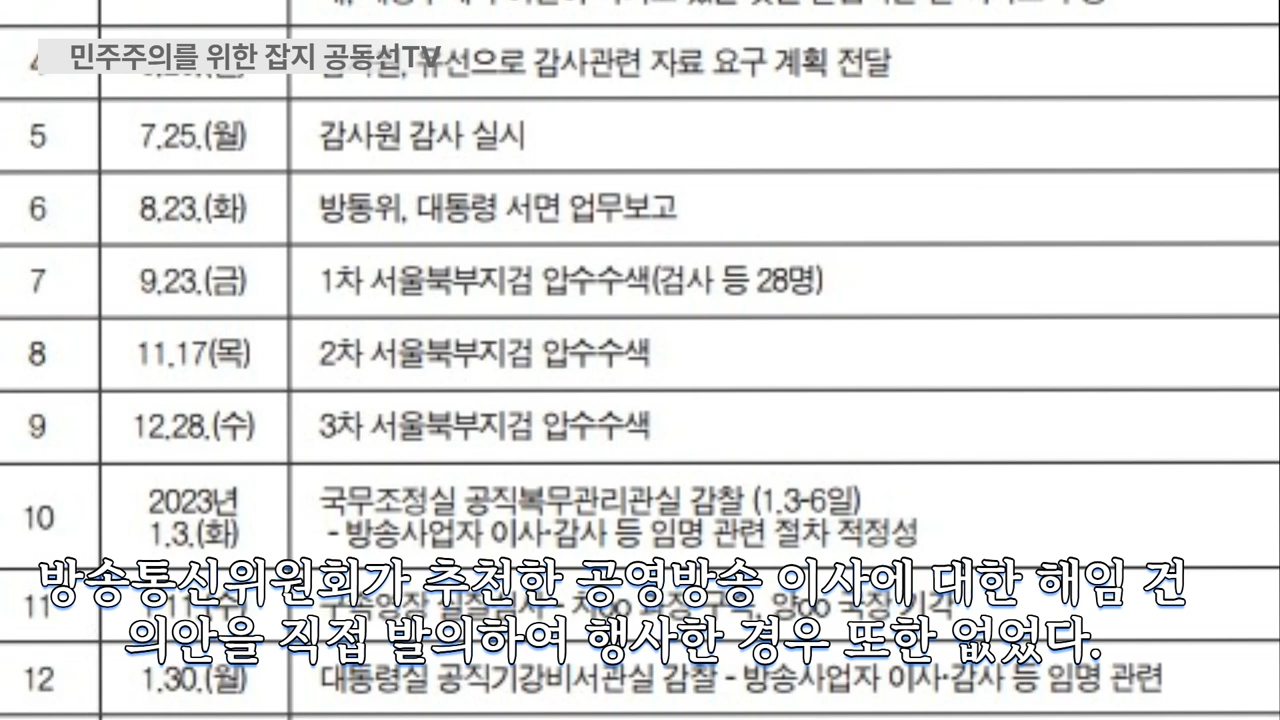 민주주의를 위한 잡지 공동선TV
유선으로 감사관련 자료 요구 계획 전달
5 7.25.(월) 감사원 감사 실시
6 8.23.(화) 방통위, 대통령 서면 업무보고
7 9.23.(금) 1차 서울북부지검 압수수색(검사 등 28명)
8 11.17(목) 2차 서울북부지검 압수수색
9 12.28.(수) 3차 서울북부지검 압수수색
10 2023년 국무조정실 공직복무관리관실 감찰 (1.3-6일)
1.3.(화) - 방송사업자 이사·감사 등 임명 관련 절차 적정성
방송통신위원회가 추천한 공영방송 이사에 대한 해임 건
11
의안을 직접 발의하여 행사한 경우 또한 없었다.
12 1.30.(월) 대통령실 공직기강비서관실 감찰 - 방송사업자 이사·감사 등 임명 관련